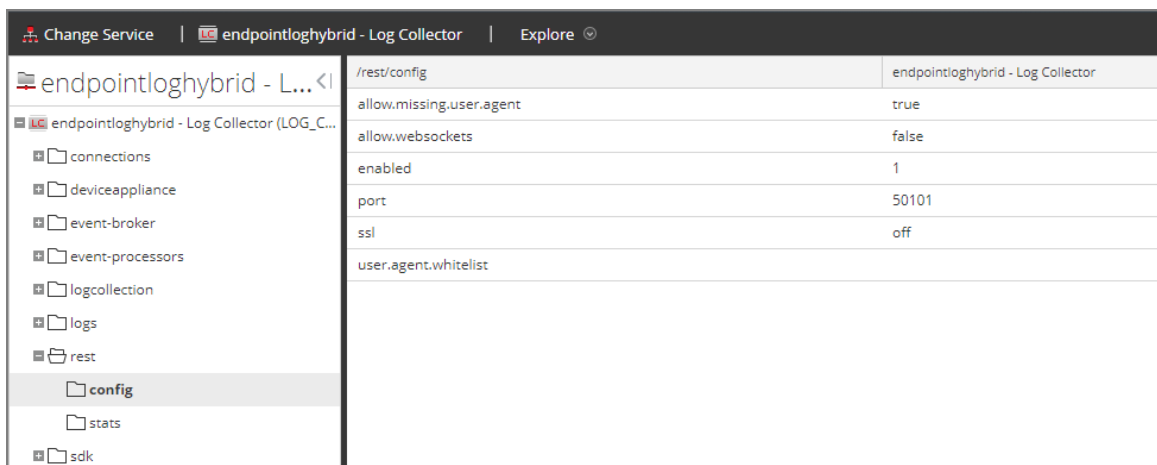 Change Service | LC endpointloghybrid - Log Collector | Explore
endpointloghybrid - L...
LC endpointloghybrid - Log Collector (LOG_C...
connections
deviceappliance
event-broker
event-processors
logcollection
logs
rest
config
stats
sdk
/rest/config endpointloghybrid - Log Collector
allow.missing.user.agent true
allow.websockets false
enabled 1
port 50101
ssl off
user.agent.whitelist